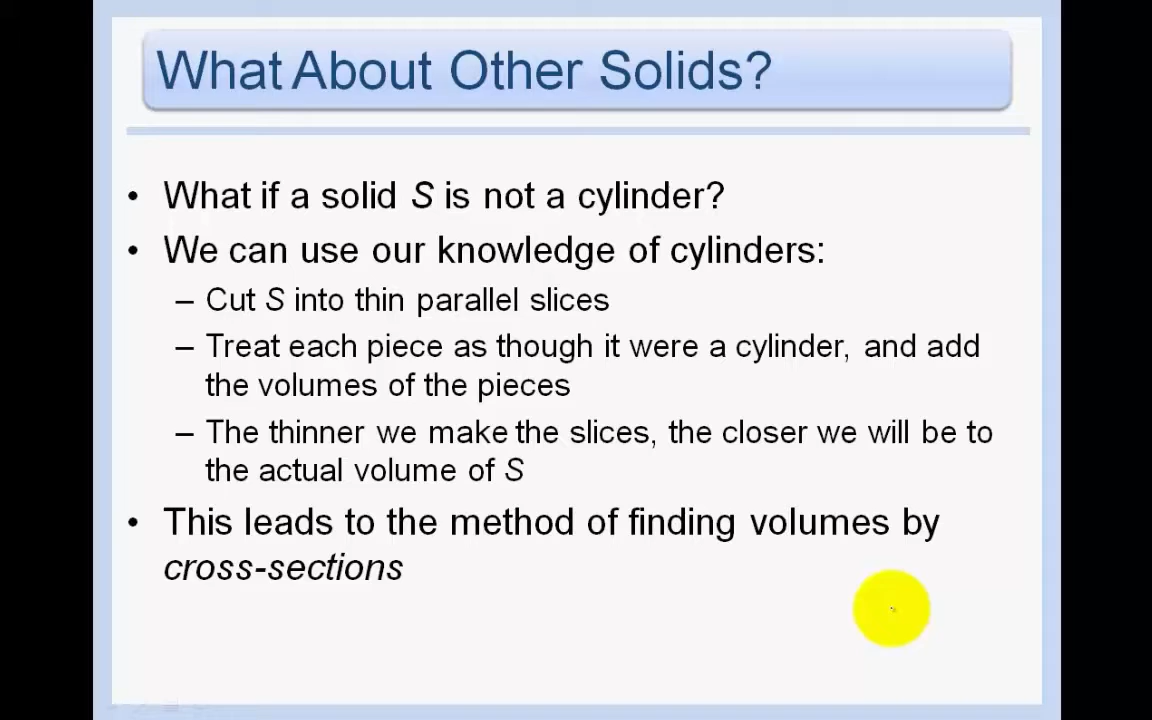 What About Other Solids?
• What if a solid S is not a cylinder?
• We can use our knowledge of cylinders:
– Cut S into thin parallel slices
– Treat each piece as though it were a cylinder, and add
the volumes of the pieces
– The thinner we make the slices, the closer we will be to
the actual volume of S
• This leads to the method of finding volumes by
cross-sections